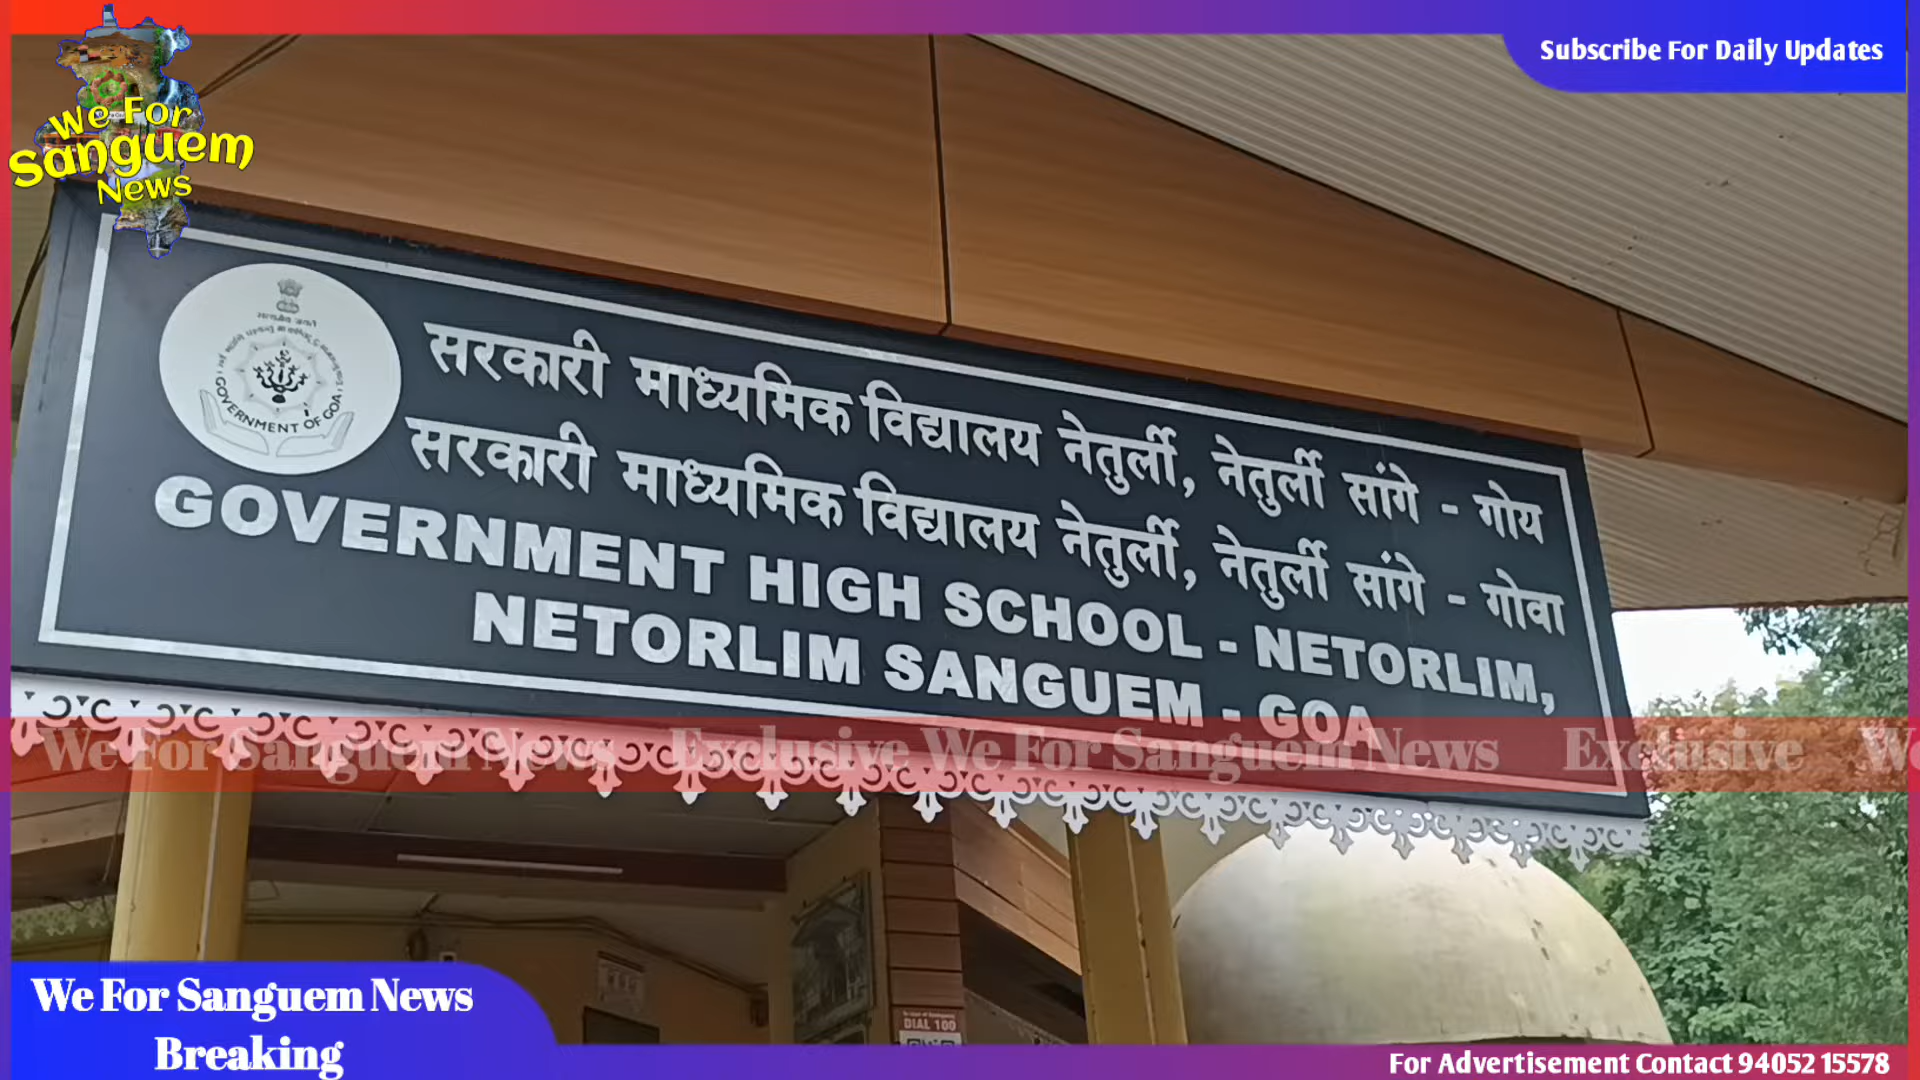 Subscribe For Daily Updates
We For
Sanguem
News
GOVERNMENT OF GOA
सरकारी माध्यमिक विद्यालय नेतुर्ली, नेतुर्ली सांगे - गोय
सरकारी माध्यमिक विद्यालय नेतुर्ली, नेतुर्ली सांगे - गोवा
GOVERNMENT HIGH SCHOOL - NETORLIM,
NETORLIM SANGUEM - GOA
We For Sanguem News Exclusive We For Sanguem News Exclusive We
DIAL 100
We For Sanguem News
Breaking
For Advertisement Contact 94052 15578